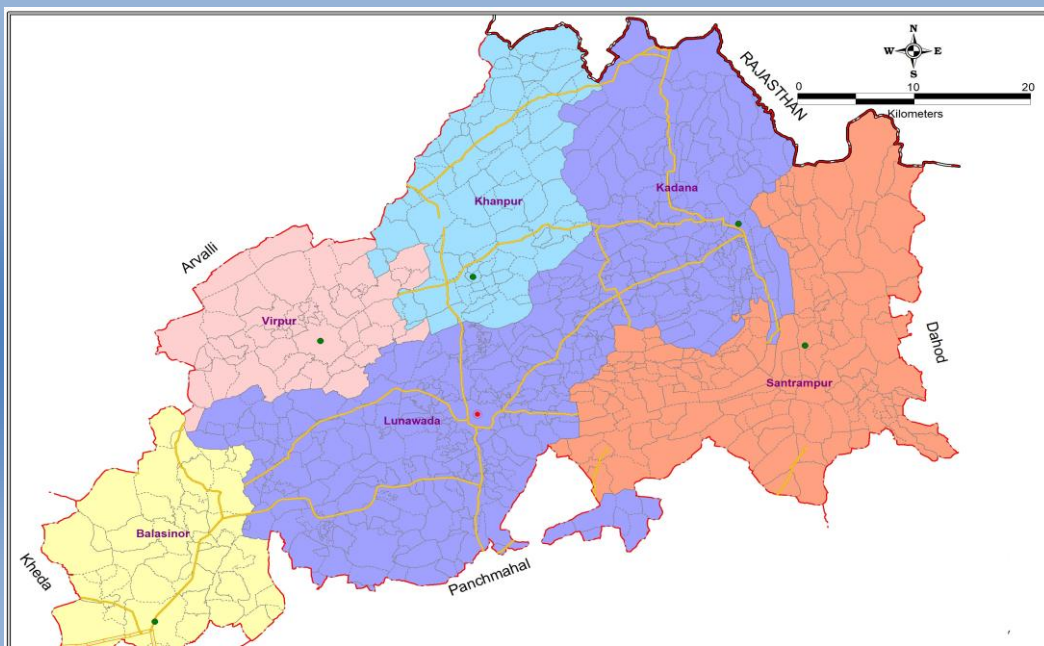 N
W E
S
RAJASTHAN
0 10 20
Kilometers
Kadana
Khanpur
Arvalli
Virpur
Dahod
Santrampur
Lunawada
Balasinor
Kheda
Panchmahal